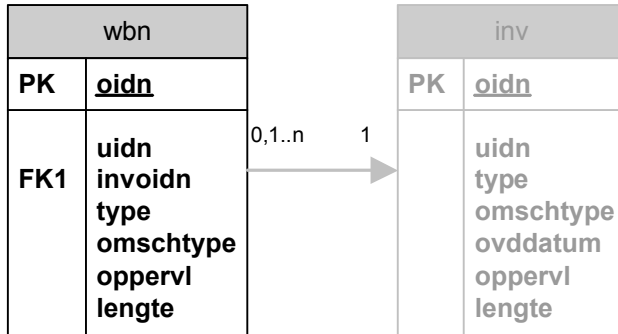 wbn
PK oidn
uidn
FK1 invoidn
type
omschtype
oppervl
lengte
0,1..n 1
inv
PK oidn
uidn
type
omschtype
ovddatum
oppervl
lengte